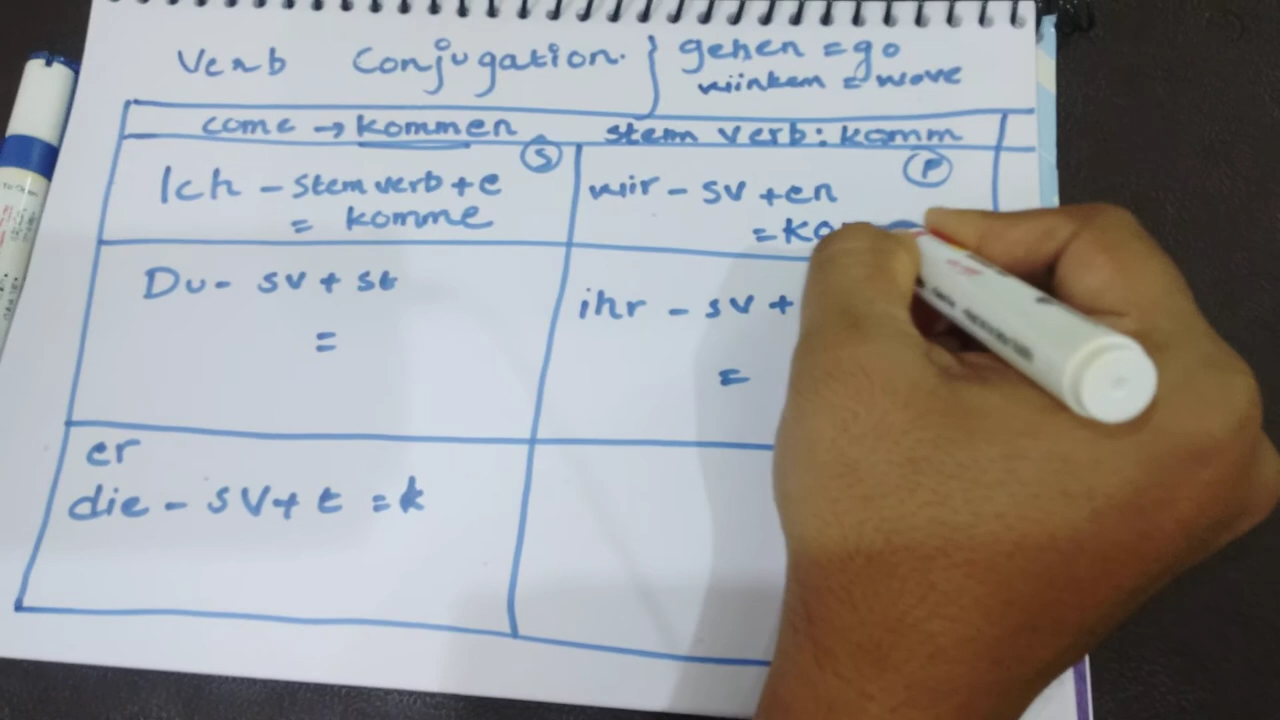 Verb Conjugation. } gehen = go
winken = wove
come → kommen
stem verb: komm
S
P
Ich - stem verb + e
= komme
wir - sv + en
= ko
Du - sv + st
=
ihr - sv +
=
er
die - sv + t = k